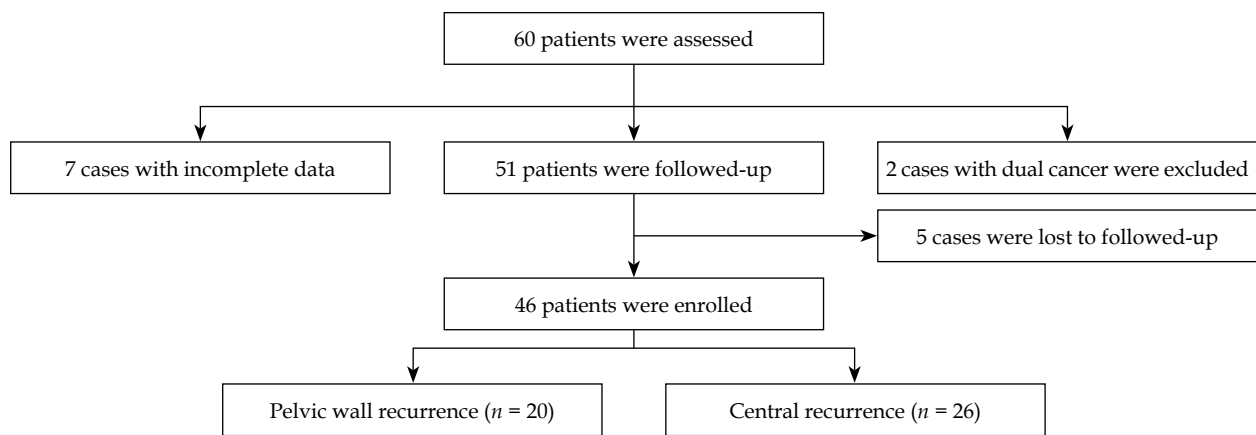 60 patients were assessed
7 cases with incomplete data
51 patients were followed-up
2 cases with dual cancer were excluded
5 cases were lost to followed-up
46 patients were enrolled
Pelvic wall recurrence (n = 20)
Central recurrence (n = 26)